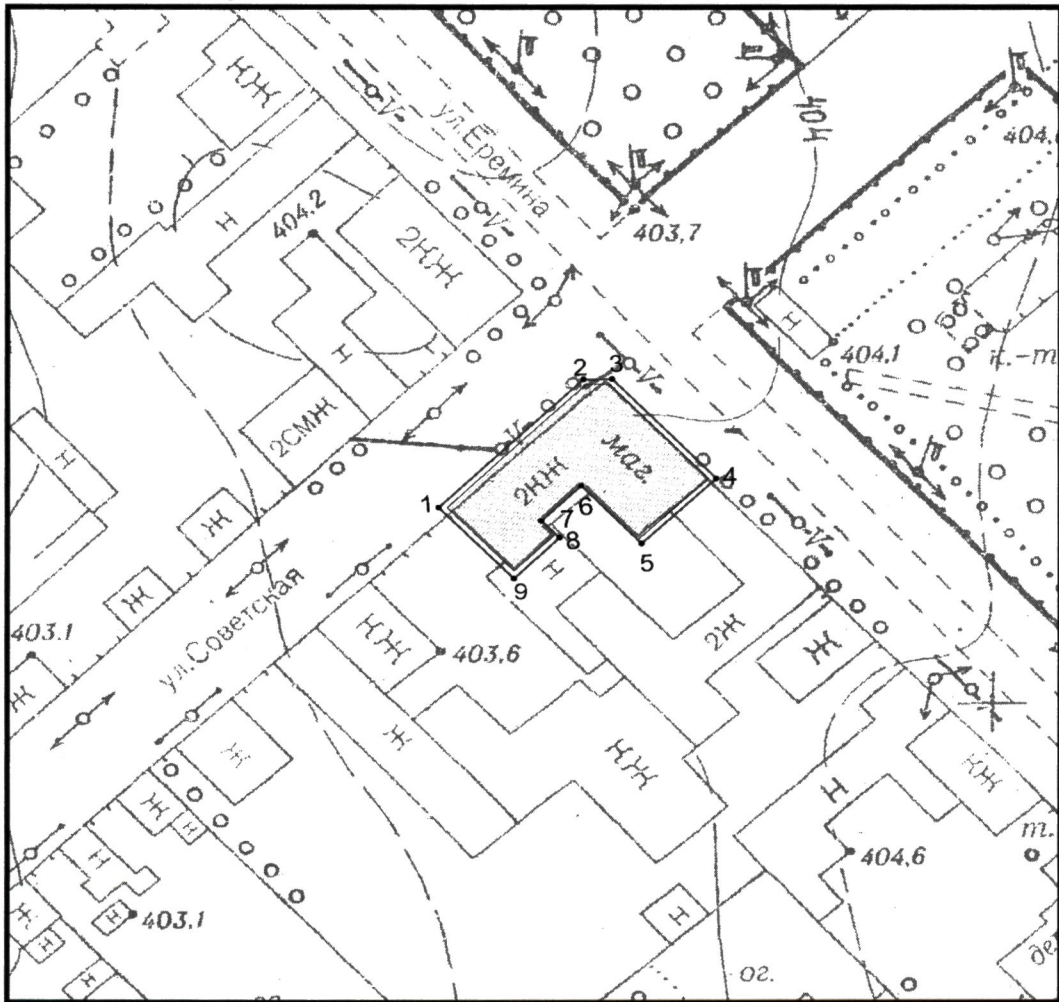 КЖ
ул.Еремина
404
404,2
2КЖ
Н
403,7
Н
404,1
к.-т
Н
2СМЖ
Н
2
3
маг.
2КЖ
1
4
7
6
8
5
9
Н
Ж
Ж
ул.Советская
403,1
Ж
КЖ
403,6
2Ж
Ж
Ж
Ж
КЖ
КЖ
Н
т.
404,6
Ж
Н
Н
Н
403,1
Ж
Н
Н
Н
ог.